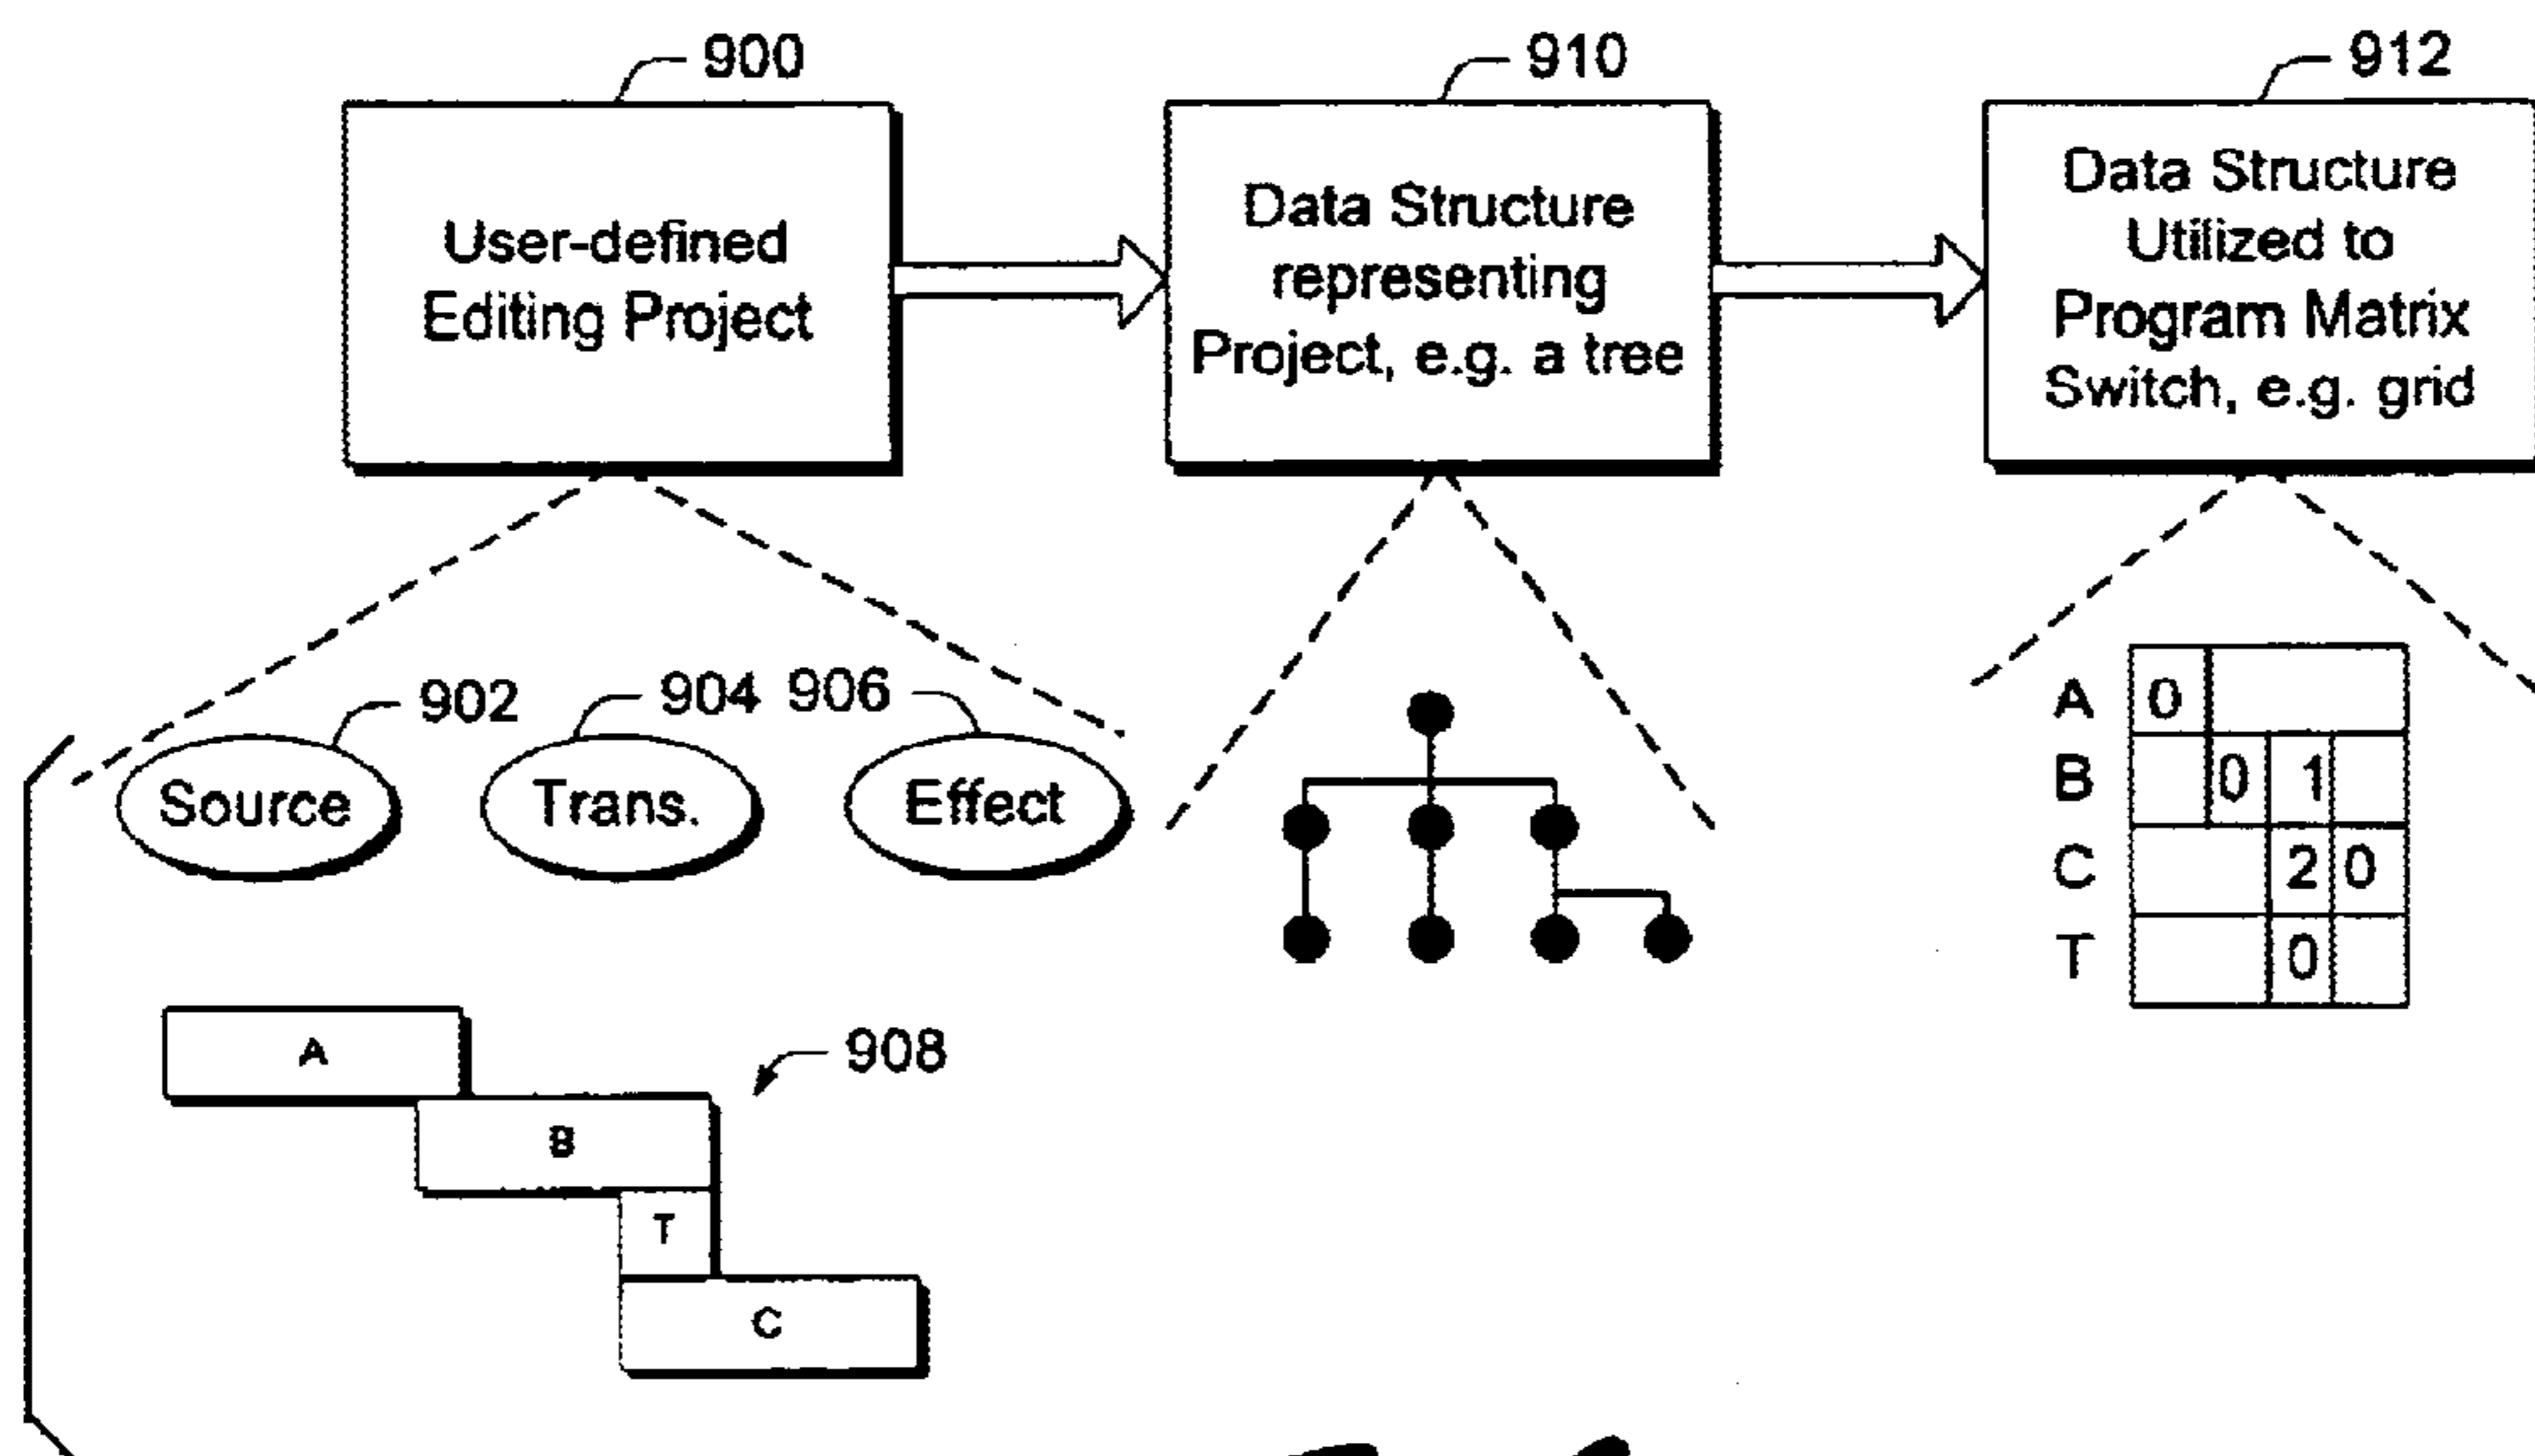 900
910
912
User-defined
Editing Project
Data Structure
representing
Project, e.g. a tree
Data Structure
Utilized to
Program Matrix
Switch, e.g. grid
902
904
906
Source
Trans.
Effect
A
B
T
C
908
A 0
B 0 1
C 2 0
T 0